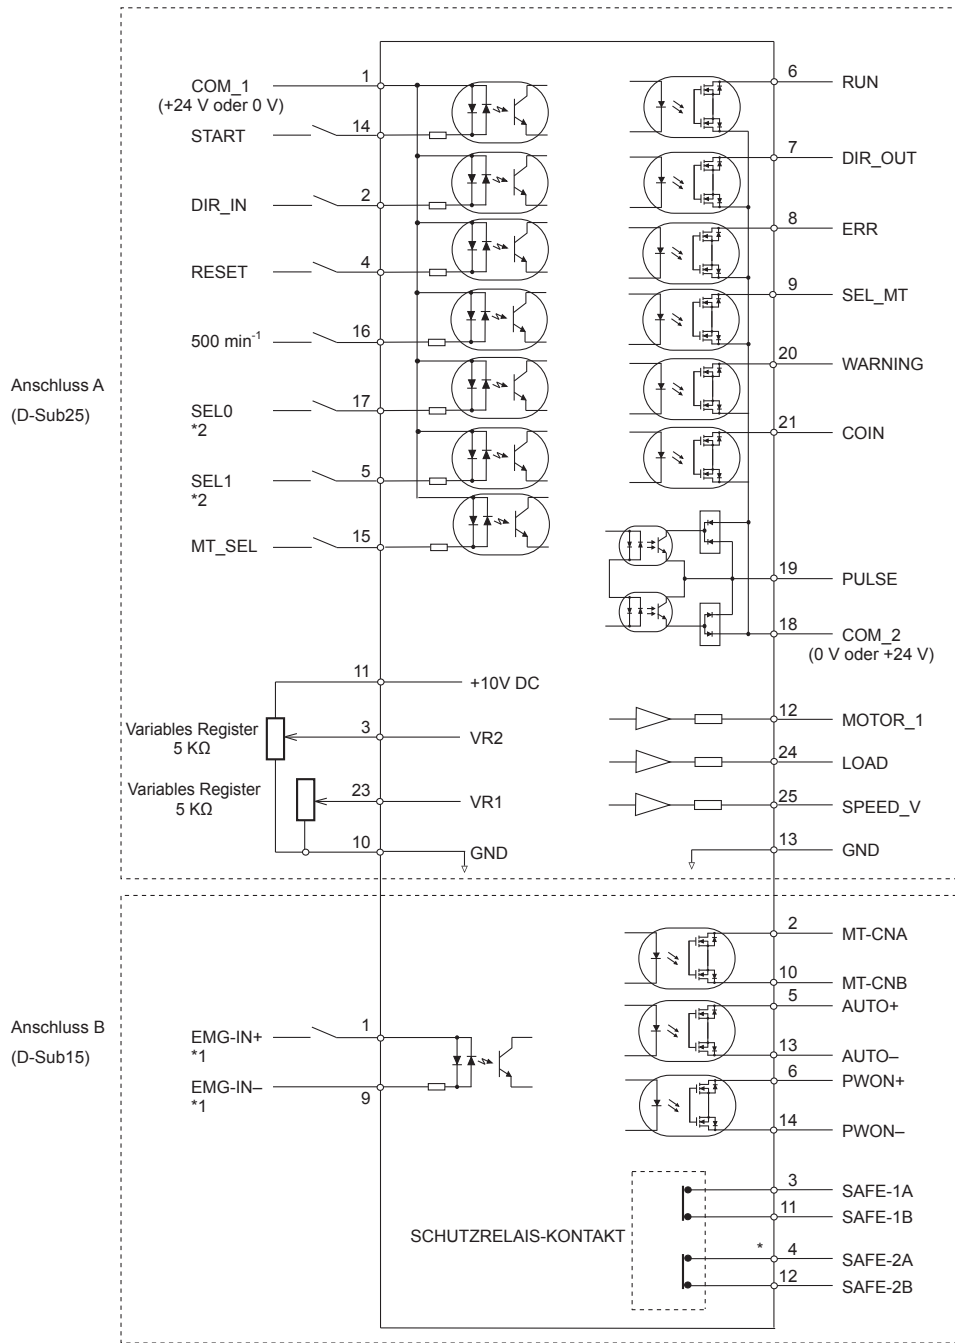 Anschluss A
(D-Sub25)
COM_1
(+24 V oder 0 V)
1
START
14
DIR_IN
2
RESET
4
500 min-1
16
SEL0
*2
17
SEL1
*2
5
MT_SEL
15
6
RUN
7
DIR_OUT
8
ERR
9
SEL_MT
20
WARNING
21
COIN
19
PULSE
18
COM_2
(0 V oder +24 V)
11
+10V DC
Variables Register
5 KΩ
3
VR2
Variables Register
5 KΩ
23
VR1
10
GND
12
MOTOR_1
24
LOAD
25
SPEED_V
13
GND
Anschluss B
(D-Sub15)
EMG-IN+
*1
1
EMG-IN–
*1
9
2
MT-CNA
10
MT-CNB
5
AUTO+
13
AUTO–
6
PWON+
14
PWON–
SCHUTZRELAIS-KONTAKT
3
SAFE-1A
11
SAFE-1B
*
4
SAFE-2A
12
SAFE-2B